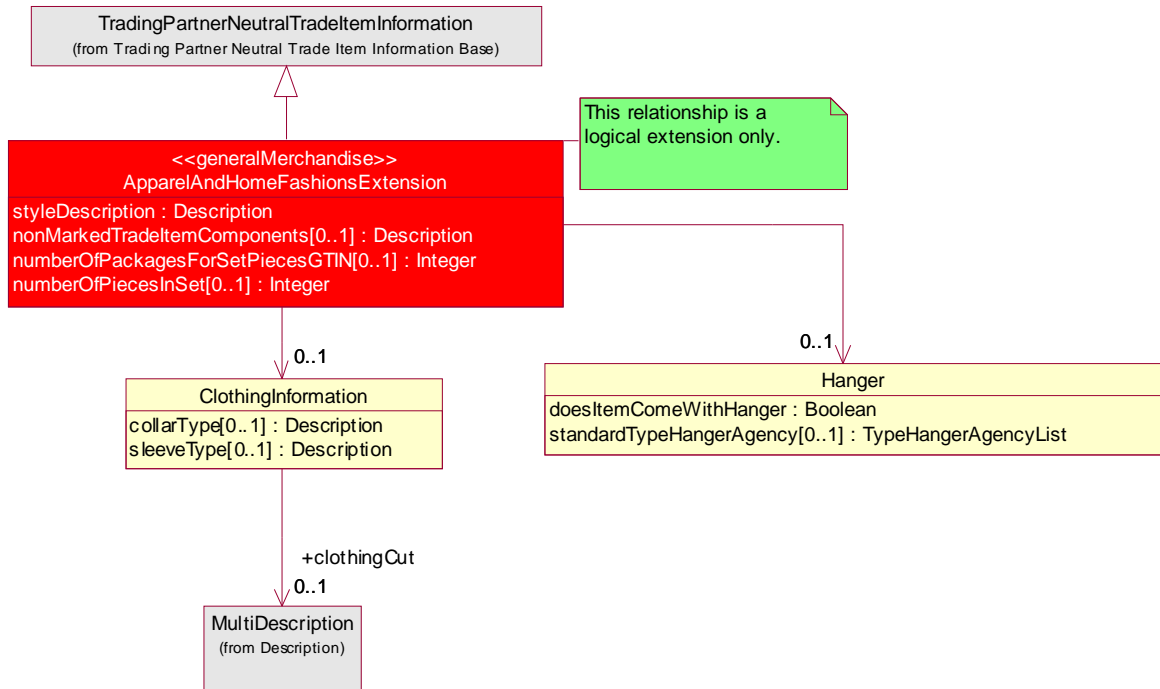 TradingPartnerNeutralTradeItemInformation
(from Trading Partner Neutral Trade Item Information Base)
This relationship is a
logical extension only.
<<generalMerchandise>>
ApparelAndHomeFashionsExtension
styleDescription : Description
nonMarkedTradeItemComponents[0..1] : Description
numberOfPackagesForSetPiecesGTIN[0..1] : Integer
numberOfPiecesInSet[0..1] : Integer
0..1
0..1
ClothingInformation
collarType[0..1] : Description
sleeveType[0..1] : Description
Hanger
doesItemComeWithHanger : Boolean
standardTypeHangerAgency[0..1] : TypeHangerAgencyList
+clothingCut
0..1
MultiDescription
(from Description)